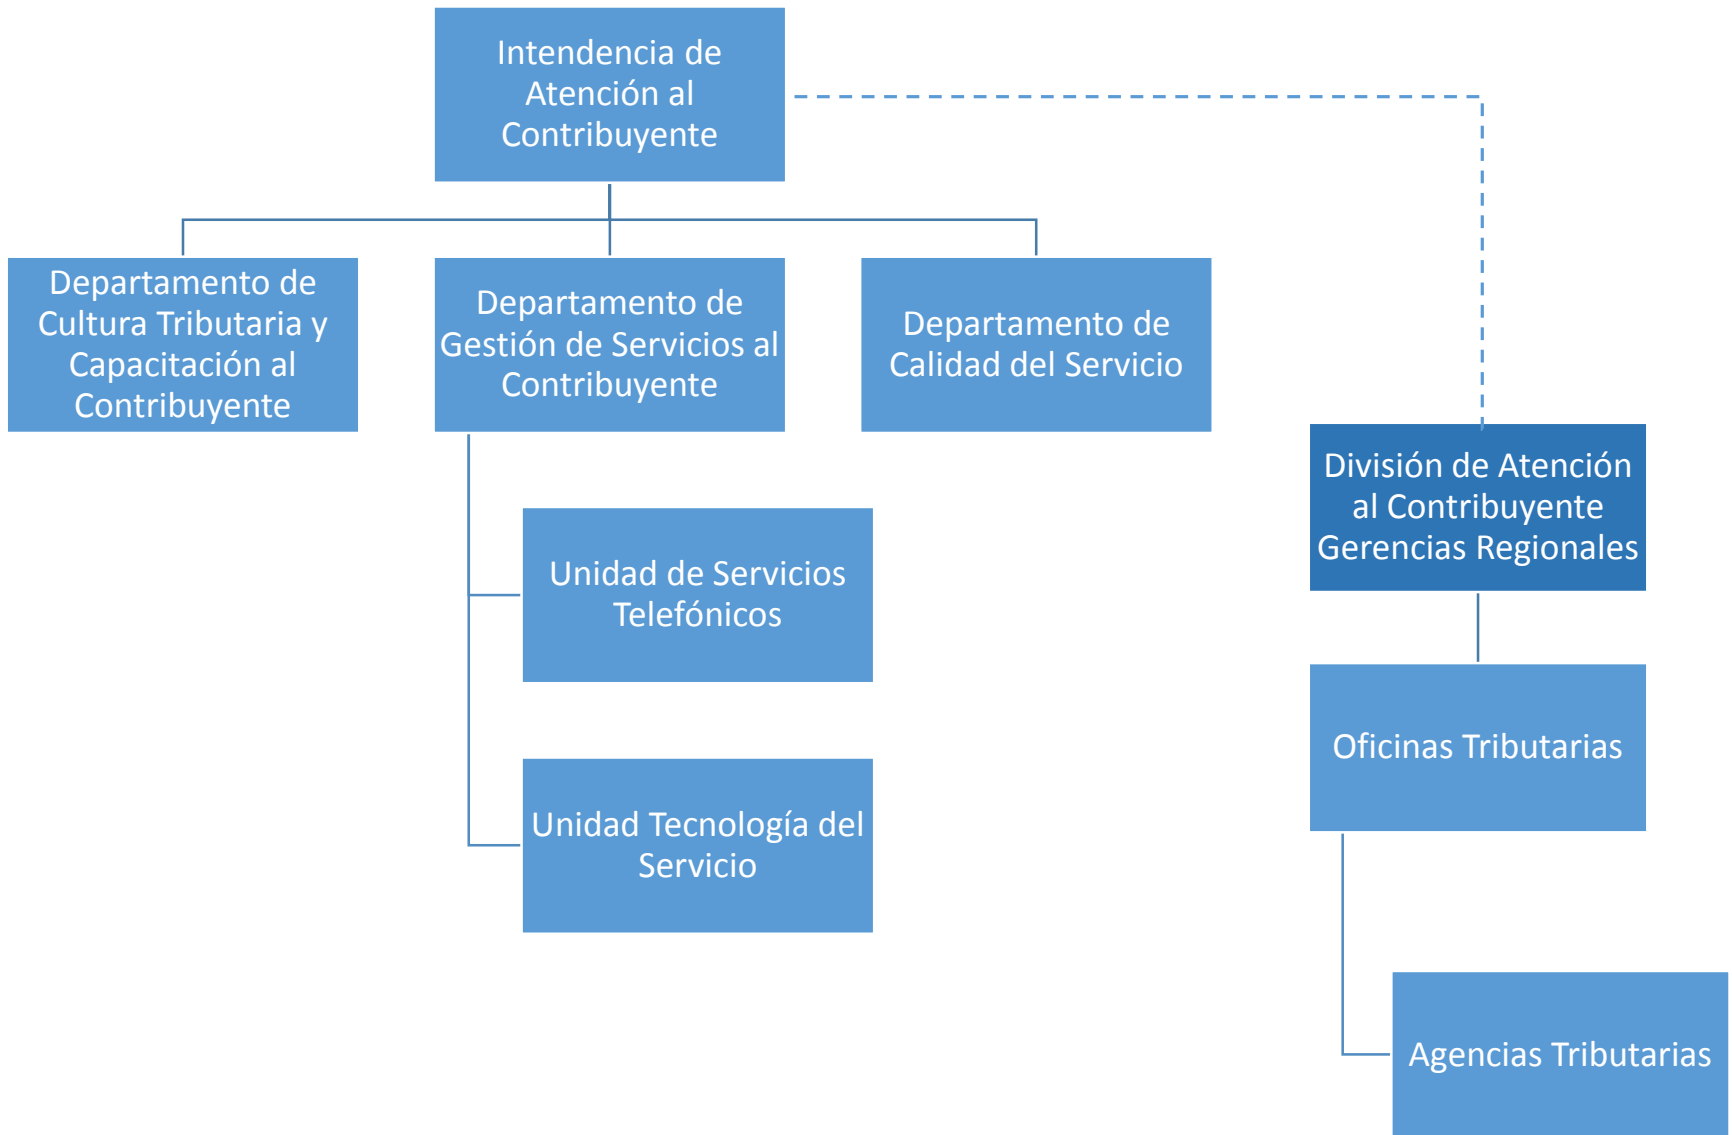 Intendencia de
Atención al
Contribuyente
Departamento de
Cultura Tributaria y
Capacitación al
Contribuyente
Departamento de
Gestión de Servicios al
Contribuyente
Departamento de
Calidad del Servicio
Unidad de Servicios
Telefónicos
Unidad Tecnología del
Servicio
División de Atención
al Contribuyente
Gerencias Regionales
Oficinas Tributarias
Agencias Tributarias